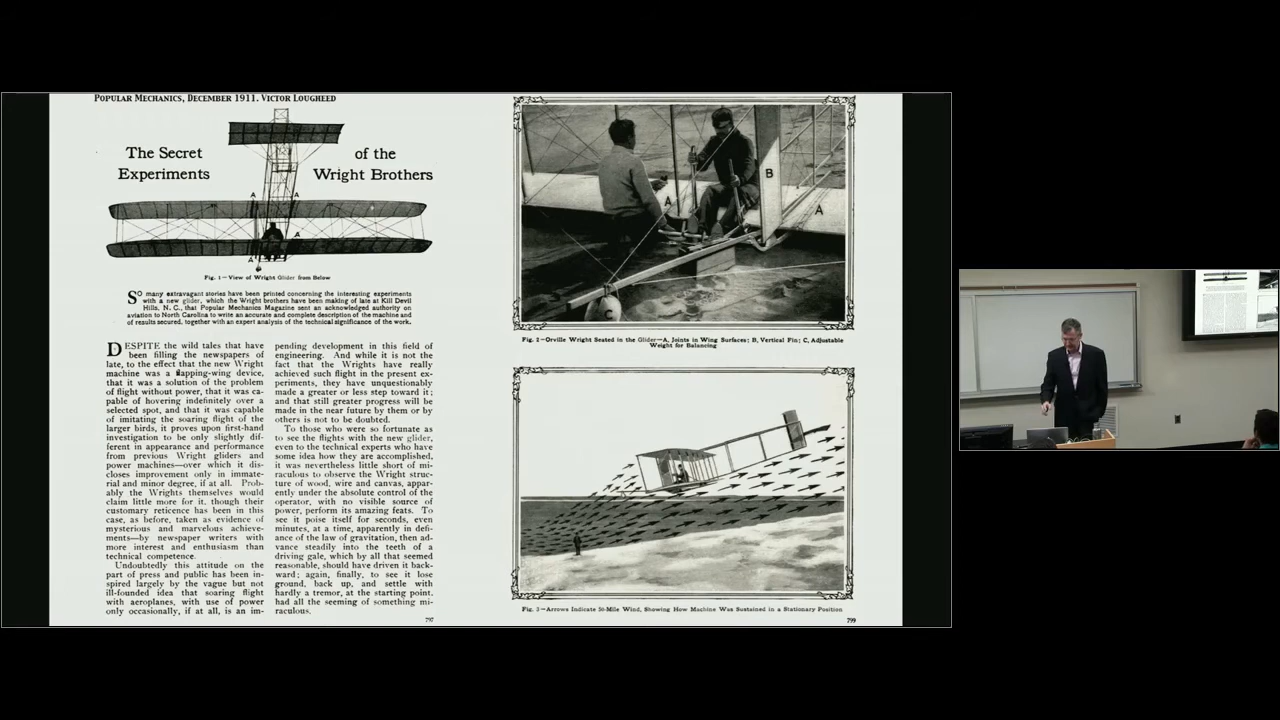 POPULAR MECHANICS, DECEMBER 1911. VICTOR LOUGHEED
The Secret of the
Experiments Wright Brothers
A A
A
A
Fig. 1—View of Wright Glider from Below
SO many extravagant stories have been printed concerning the interesting experiments
with a new glider, which the Wright brothers have been making of late at Kill Devil
Hills, N. C., that Popular Mechanics Magazine sent an acknowledged authority on
aviation to North Carolina to write an accurate and complete description of the machine and
of results secured, together with an expert analysis of the technical significance of the work.
DESPITE the wild tales that have
been filling the newspapers of
late, to the effect that the new Wright
machine was a flapping-wing device,
that it was a solution of the problem
of flight without power, that it was ca-
pable of hovering indefinitely over a
selected spot, and that it was capable
of imitating the soaring flight of the
larger birds, it proves upon first-hand
investigation to be only slightly dif-
ferent in appearance and performance
from previous Wright gliders and
power machines—over which it dis-
closes improvement only in immate-
rial and minor degree, if at all. Prob-
ably the Wrights themselves would
claim little more for it, though their
customary reticence has been in this
case, as before, taken as evidence of
mysterious and marvelous achieve-
ments—by newspaper writers with
more interest and enthusiasm than
technical competence.
Undoubtedly this attitude on the
part of press and public has been in-
spired largely by the vague but not
ill-founded idea that soaring flight
with aeroplanes, with use of power
only occasionally, if at all, is an im-
pending development in this field of
engineering. And while it is not the
fact that the Wrights have really
achieved such flight in the present ex-
periments, they have unquestionably
made a greater or less step toward it;
and that still greater progress will be
made in the near future by them or by
others is not to be doubted.
To those who were so fortunate as
to see the flights with the new glider,
even to the technical experts who have
some idea how they are accomplished,
it was nevertheless little short of mi-
raculous to observe the Wright struc-
ture of wood, wire and canvas, appar-
ently under the absolute control of the
operator, with no visible source of
power, perform its amazing feats. To
see it poise itself for seconds, even
minutes, at a time, apparently in defi-
ance of the law of gravitation, then ad-
vance steadily into the teeth of a
driving gale, which by all that seemed
reasonable, should have driven it back-
ward; again, finally, to see it lose
ground, back up, and settle with
hardly a tremor, at the starting point,
had all the seeming of something mi-
raculous.
797
A
B
A
C
Fig. 2—Orville Wright Seated in the Glider—A, Joints in Wing Surfaces; B, Vertical Fin; C, Adjustable
Weight for Balancing
Fig. 3—Arrows Indicate 50-Mile Wind, Showing How Machine Was Sustained in a Stationary Position
799